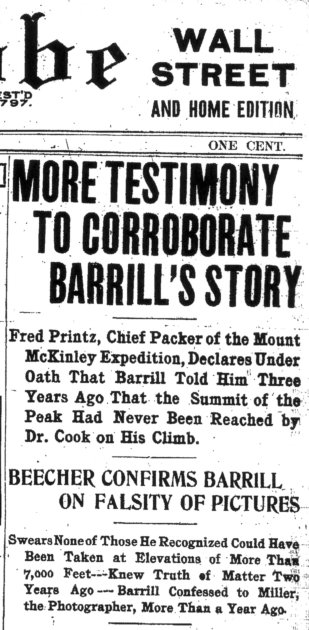 be
EST'D
797.
WALL
STREET
AND HOME EDITION
ONE CENT.
MORE TESTIMONY
TO CORROBORATE
BARRILL'S STORY
Fred Printz, Chief Packer of the Mount
McKinley Expedition, Declares Under
Oath That Barrill Told Him Three
Years Ago That the Summit of the
Peak Had Never Been Reached by
Dr. Cook on His Climb.
BEECHER CONFIRMS BARRILL
ON FALSITY OF PICTURES
Swears None of Those He Recognized Could Have
Been Taken at Elevations of More Than
7,000 Feet---Knew Truth of Matter Two
Years Ago --- Barrill Confessed to Miller,
the Photographer, More Than a Year Ago.